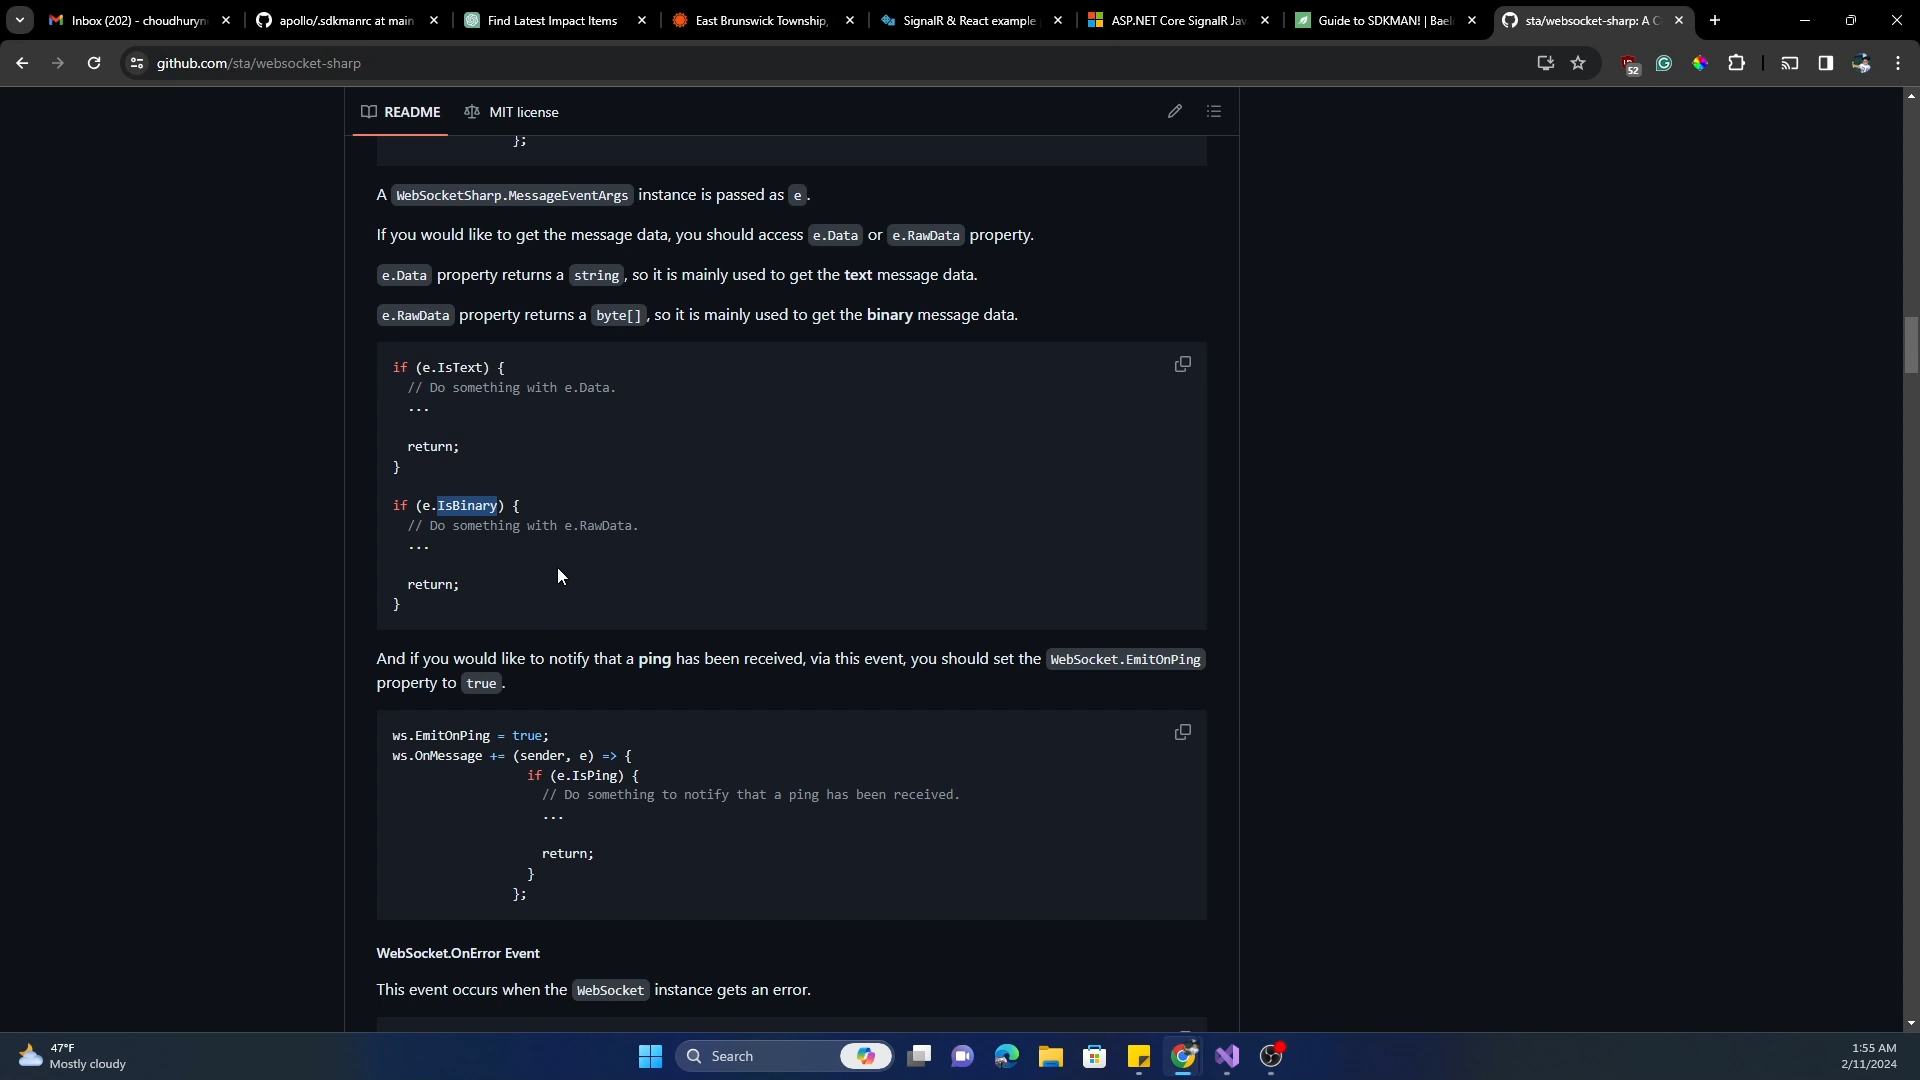 Inbox (202) - choudhuryn
apollo/.sdkmanrc at main
Find Latest Impact Items
East Brunswick Township,
SignalR & React example
ASP.NET Core SignalR Jav
Guide to SDKMAN! | Bael
sta/websocket-sharp: A C
github.com/sta/websocket-sharp
52
README
MIT license
};
A WebSocketSharp.MessageEventArgs instance is passed as e.
If you would like to get the message data, you should access e.Data or e.RawData property.
e.Data property returns a string, so it is mainly used to get the text message data.
e.RawData property returns a byte[], so it is mainly used to get the binary message data.
if (e.IsText) {
// Do something with e.Data.
...
return;
}
if (e.IsBinary) {
// Do something with e.RawData.
...
return;
}
And if you would like to notify that a ping has been received, via this event, you should set the WebSocket.EmitOnPing
property to true.
ws.EmitOnPing = true;
ws.OnMessage += (sender, e) => {
if (e.IsPing) {
// Do something to notify that a ping has been received.
...
return;
}
};
WebSocket.OnError Event
This event occurs when the WebSocket instance gets an error.
47°F
Mostly cloudy
Search
1:55 AM
2/11/2024